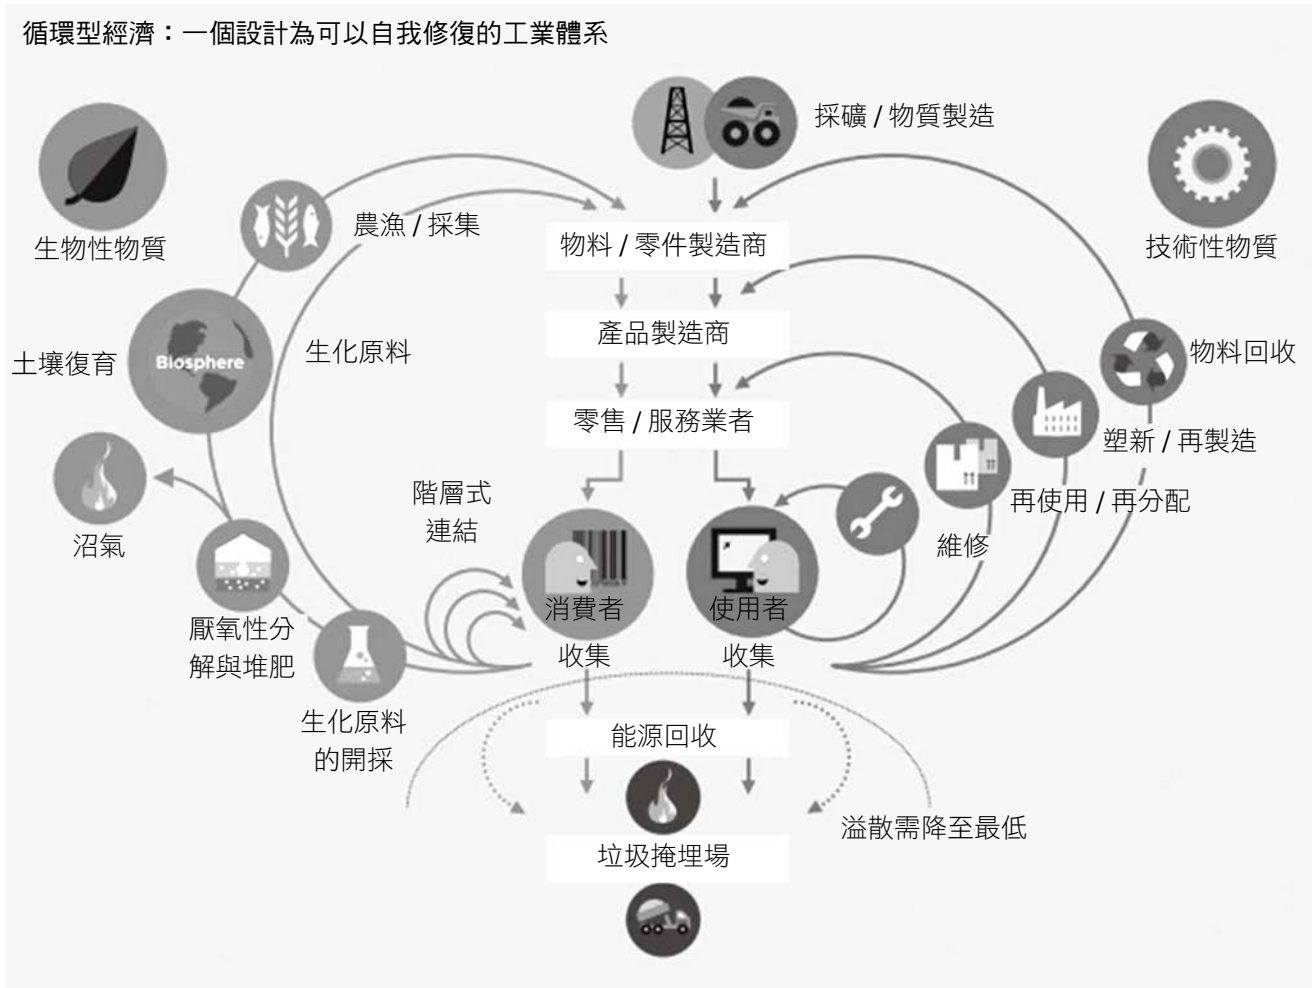 循環型經濟：一個設計為可以自我修復的工業體系
採礦 / 物質製造
生物性物質
農漁 / 採集
物料 / 零件製造商
技術性物質
產品製造商
土壤復育
Biosphere
生化原料
物料回收
零售 / 服務業者
塑新 / 再製造
階層式
連結
再使用 / 再分配
沼氣
維修
消費者
使用者
厭氧性分
解與堆肥
收集
收集
生化原料
的開採
能源回收
溢散需降至最低
垃圾掩埋場